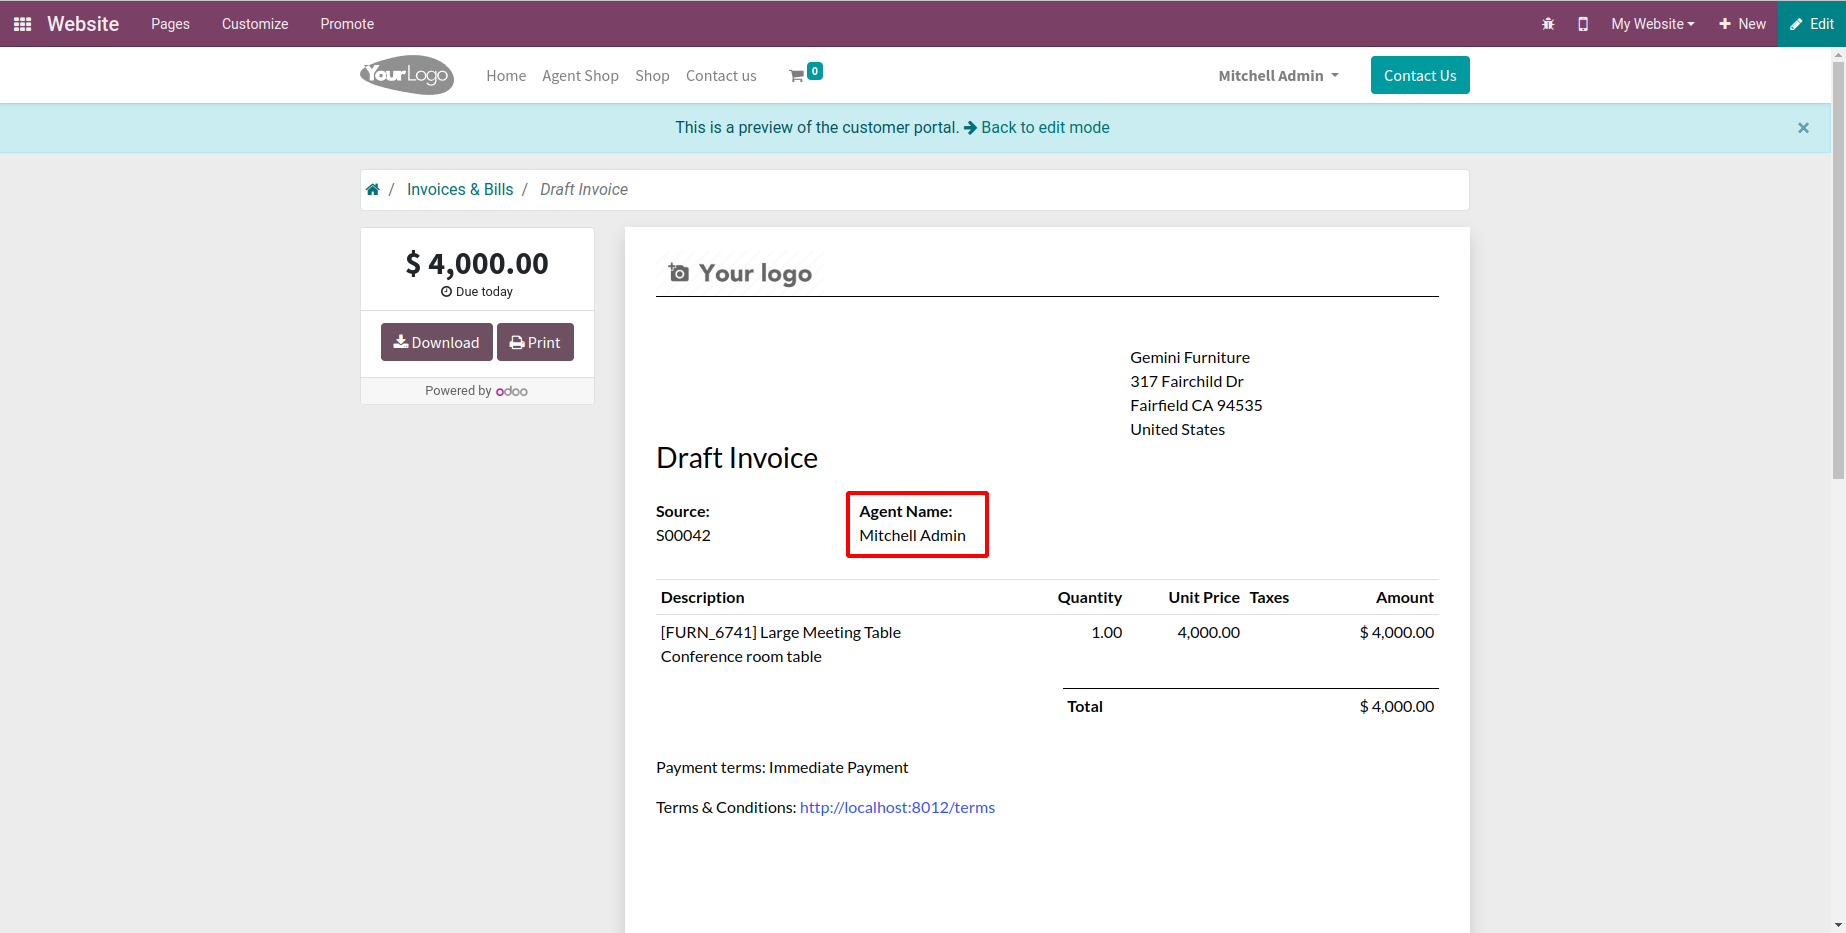 Website Pages Customize Promote My Website New Edit
YourLogo Home Agent Shop Shop Contact us 0 Mitchell Admin Contact Us
This is a preview of the customer portal. Back to edit mode ×
/ Invoices & Bills / Draft Invoice
$ 4,000.00
Due today
Download Print
Powered by odoo
Your logo
Gemini Furniture
317 Fairchild Dr
Fairfield CA 94535
United States
Draft Invoice
Source: Agent Name:
S00042 Mitchell Admin
Description Quantity Unit Price Taxes Amount
[FURN_6741] Large Meeting Table 1.00 4,000.00 $ 4,000.00
Conference room table
Total $ 4,000.00
Payment terms: Immediate Payment
Terms & Conditions: http://localhost:8012/terms